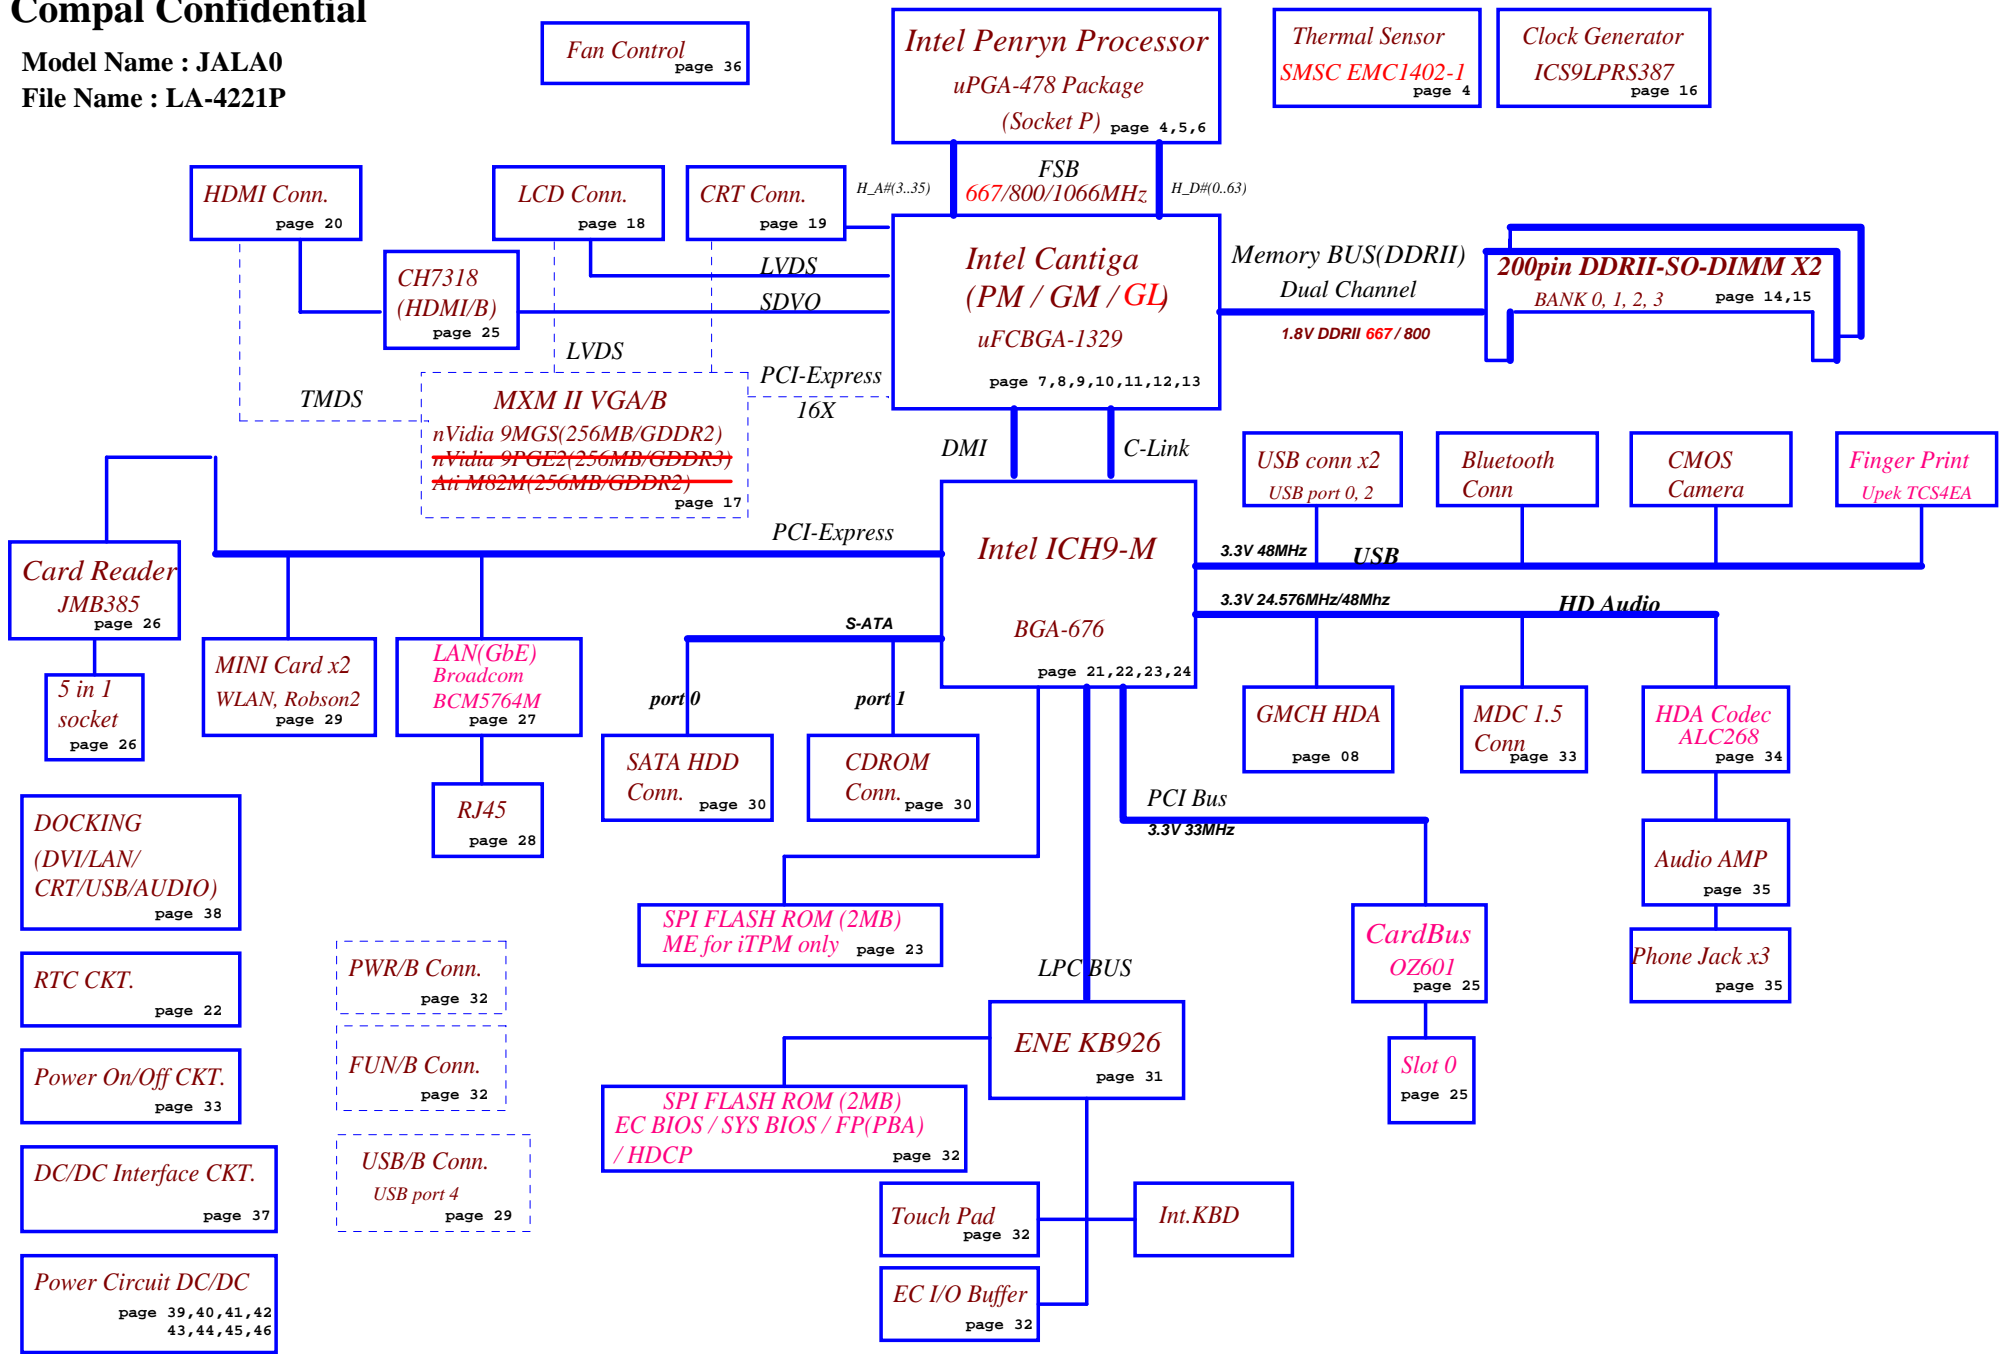 Compal Confidential
Model Name : JALA0
File Name : LA-4221P
Fan Control
page 36
Intel Penryn Processor
uPGA-478 Package
(Socket P)
page 4,5,6
Thermal Sensor
SMSC EMC1402-1
page 4
Clock Generator
ICS9LPRS387
page 16
HDMI Conn.
page 20
LCD Conn.
page 18
CRT Conn.
page 19
H_A#(3..35)
FSB
667/800/1066MHz
H_D#(0..63)
CH7318
(HDMI/B)
page 25
LVDS
SDVO
Intel Cantiga
(PM / GM / GL)
uFCBGA-1329
page 7,8,9,10,11,12,13
Memory BUS(DDRII)
Dual Channel
1.8V DDRII 667 / 800
200pin DDRII-SO-DIMM X2
BANK 0, 1, 2, 3
page 14,15
LVDS
TMDS
PCI-Express
16X
MXM II VGA/B
nVidia 9MGS(256MB/GDDR2)
nVidia 9PGE2(256MB/GDDR3)
Ati M82M(256MB/GDDR2)
page 17
DMI
C-Link
USB conn x2
USB port 0, 2
Bluetooth
Conn
CMOS
Camera
Finger Print
Upek TCS4EA
PCI-Express
Intel ICH9-M
BGA-676
page 21,22,23,24
3.3V 48MHz
USB
3.3V 24.576MHz/48Mhz
HD Audio
S-ATA
Card Reader
JMB385
page 26
5 in 1
socket
page 26
MINI Card x2
WLAN, Robson2
page 29
LAN(GbE)
Broadcom
BCM5764M
page 27
RJ45
page 28
port 0
port 1
SATA HDD
Conn.
page 30
CDROM
Conn.
page 30
GMCH HDA
page 08
MDC 1.5
Conn
page 33
HDA Codec
ALC268
page 34
Audio AMP
page 35
Phone Jack x3
page 35
PCI Bus
3.3V 33MHz
CardBus
OZ601
page 25
Slot 0
page 25
SPI FLASH ROM (2MB)
ME for iTPM only
page 23
LPC BUS
ENE KB926
page 31
SPI FLASH ROM (2MB)
EC BIOS / SYS BIOS / FP(PBA)
/ HDCP
page 32
Touch Pad
page 32
Int.KBD
EC I/O Buffer
page 32
DOCKING
(DVI/LAN/
CRT/USB/AUDIO)
page 38
RTC CKT.
page 22
Power On/Off CKT.
page 33
DC/DC Interface CKT.
page 37
Power Circuit DC/DC
page 39,40,41,42
43,44,45,46
PWR/B Conn.
page 32
FUN/B Conn.
page 32
USB/B Conn.
USB port 4
page 29